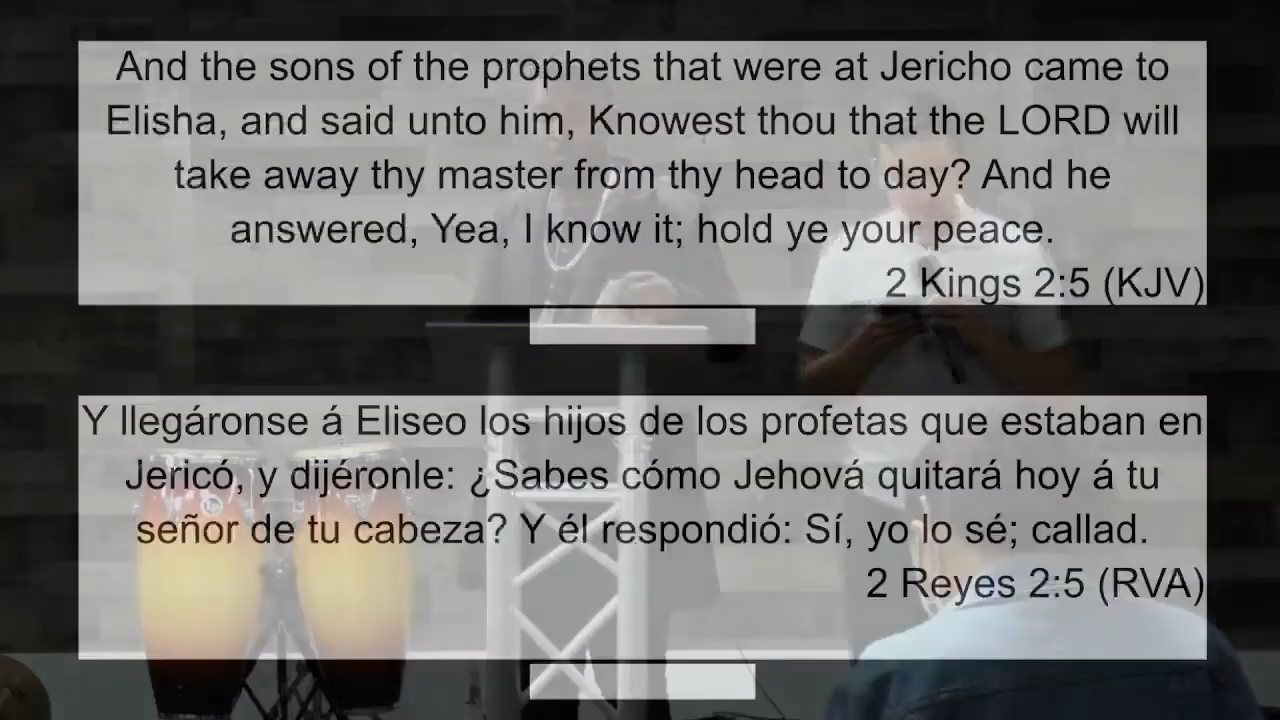 And the sons of the prophets that were at Jericho came to
Elisha, and said unto him, Knowest thou that the LORD will
take away thy master from thy head to day? And he
answered, Yea, I know it; hold ye your peace.
2 Kings 2:5 (KJV)
Y llegáronse á Eliseo los hijos de los profetas que estaban en
Jericó, y dijéronle: ¿Sabes cómo Jehová quitará hoy á tu
señor de tu cabeza? Y él respondió: Sí, yo lo sé; callad.
2 Reyes 2:5 (RVA)
LP